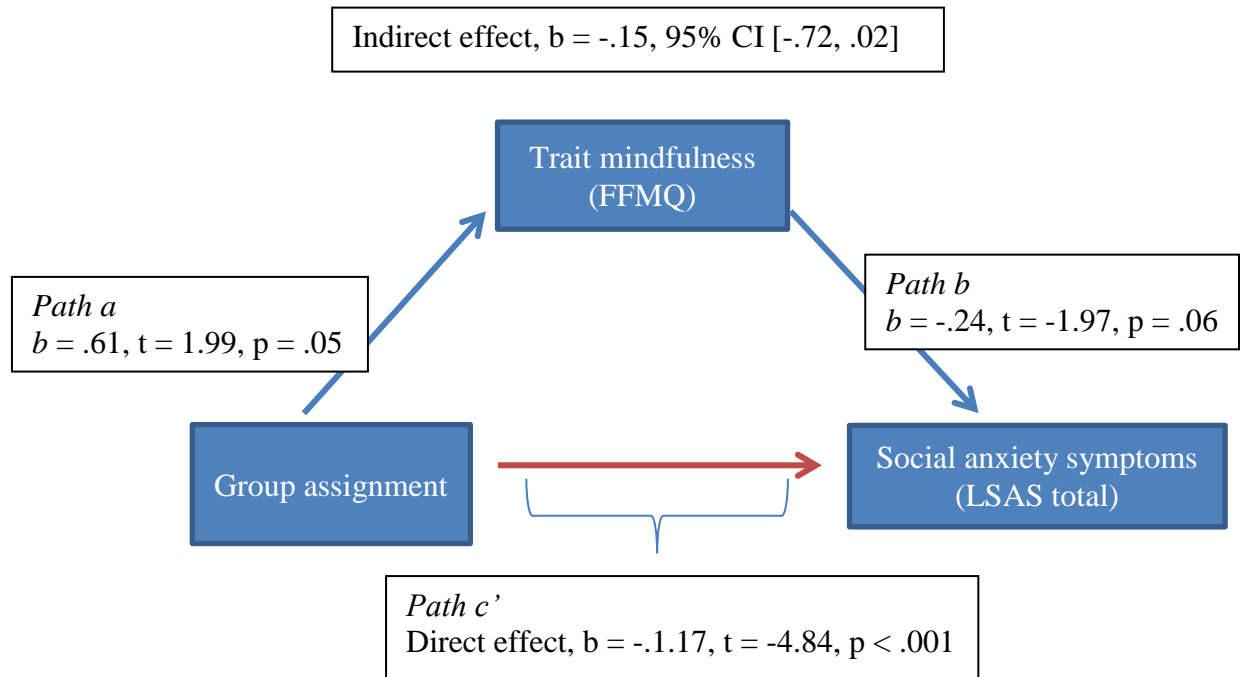 Indirect effect, b = -.15, 95% CI [-.72, .02]
Trait mindfulness
(FFMQ)
Path a
b = .61, t = 1.99, p = .05
Path b
b = -.24, t = -1.97, p = .06
Group assignment
Social anxiety symptoms
(LSAS total)
Path c’
Direct effect, b = -.1.17, t = -4.84, p < .001